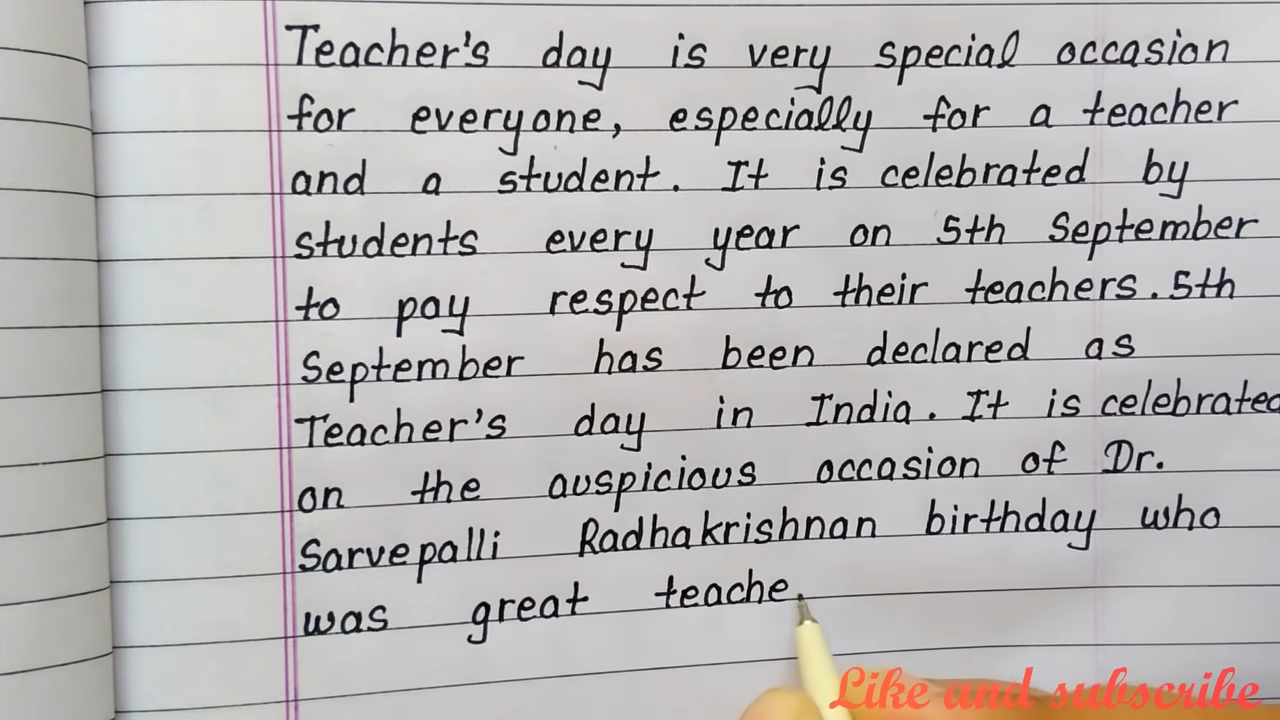 Teacher's day is very special occasion
for everyone, especially for a teacher
and a student. It is celebrated by
students every year on 5th September
to pay respect to their teachers. 5th
September has been declared as
Teacher's day in India. It is celebrated
on the auspicious occasion of Dr.
Sarvepalli Radhakrishnan birthday who
was great teache
Like and subscribe